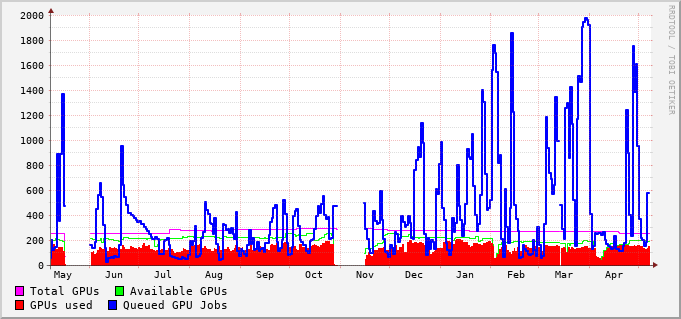 2000
1800
1600
1400
1200
1000
800
600
400
200
0
May Jun Jul Aug Sep Oct Nov Dec Jan Feb Mar Apr
Total GPUs Available GPUs
GPUs used Queued GPU Jobs
RRDTOOL / TOBI OETIKER